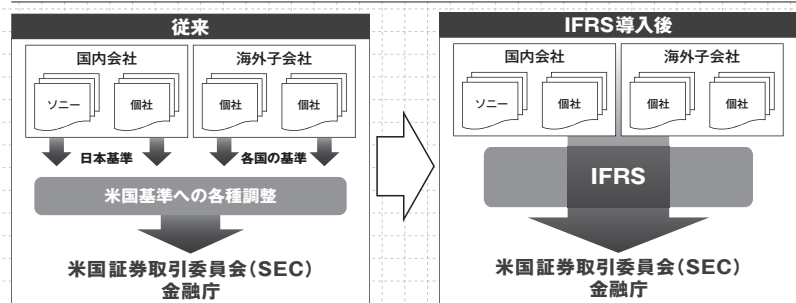 従来
国内会社
海外子会社
ソニー
個社
個社
個社
日本基準
各国の基準
米国基準への各種調整
米国証券取引委員会(SEC)
金融庁
IFRS導入後
国内会社
海外子会社
ソニー
個社
個社
個社
IFRS
米国証券取引委員会(SEC)
金融庁